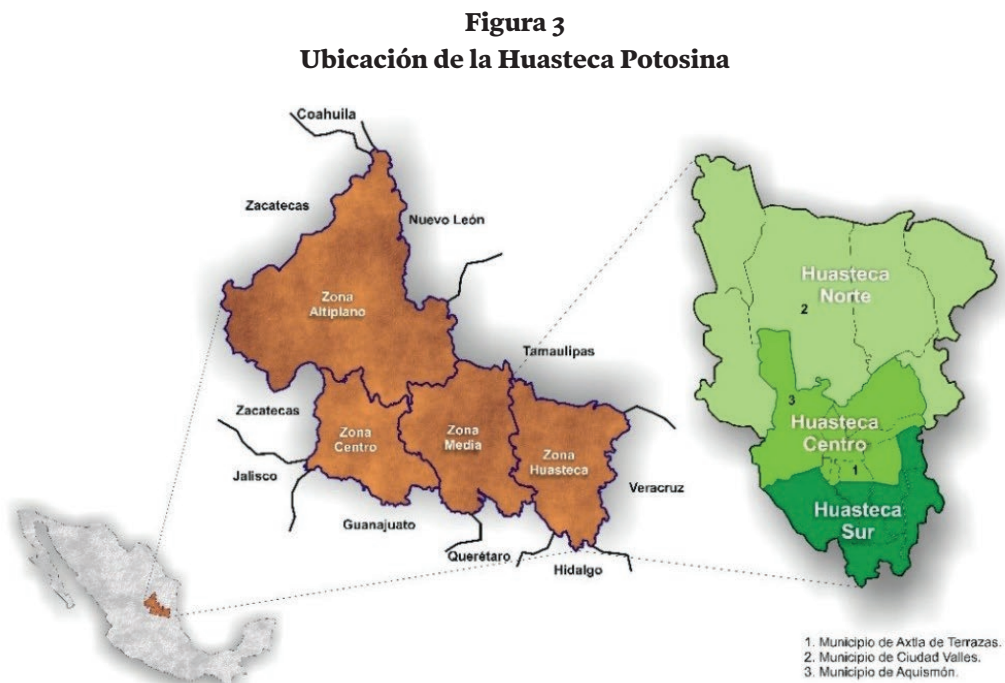 Figura 3
Ubicación de la Huasteca Potosina
Coahuila
Zacatecas
Nuevo León
Zona
Altiplano
Tamaulipas
Zacatecas
Zona
Centro
Zona
Media
Zona
Huasteca
Jalisco
Veracruz
Guanajuato
Querétaro
Hidalgo
Huasteca
Norte
2
3
Huasteca
Centro
1
Huasteca
Sur
1. Municipio de Axtla de Terrazas.
2. Municipio de Ciudad Valles.
3. Municipio de Aquismón.